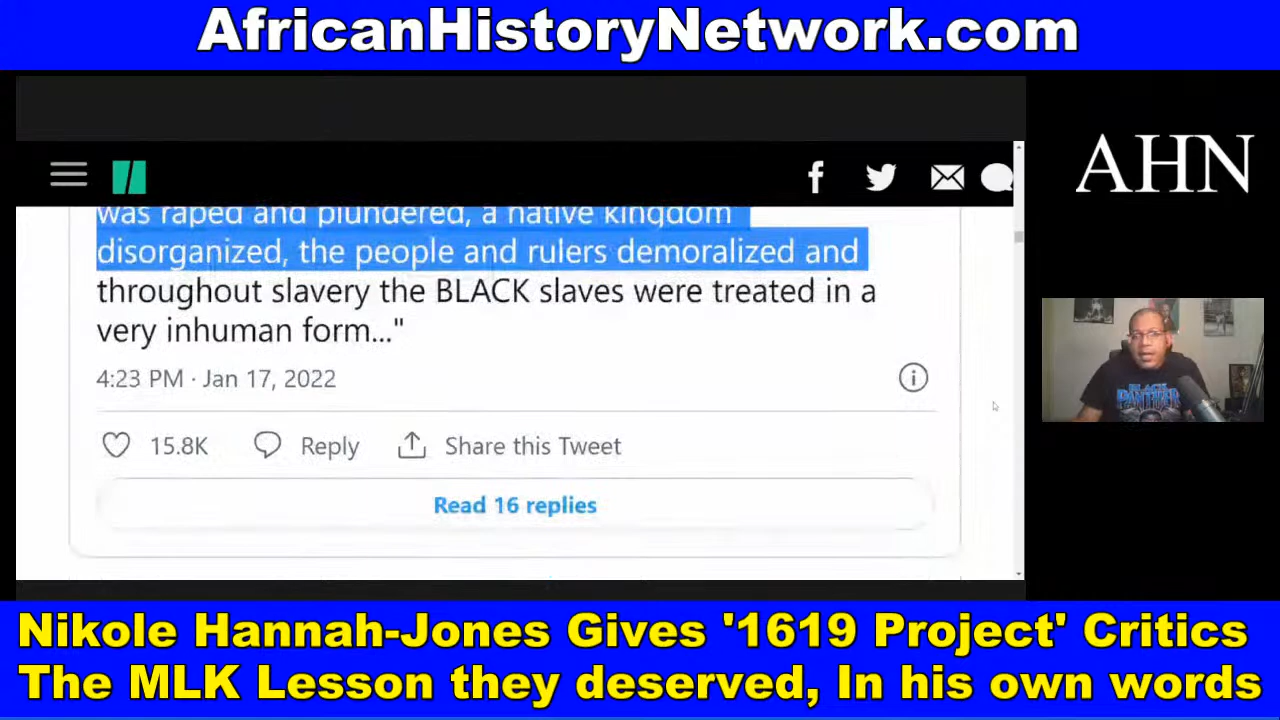 AfricanHistoryNetwork.com
AHN
was raped and plundered, a native kingdom
disorganized, the people and rulers demoralized and
throughout slavery the BLACK slaves were treated in a
very inhuman form..."
4:23 PM · Jan 17, 2022
15.8K Reply Share this Tweet
Read 16 replies
BLACK
PANTHER
Nikole Hannah-Jones Gives '1619 Project' Critics
The MLK Lesson they deserved, In his own words